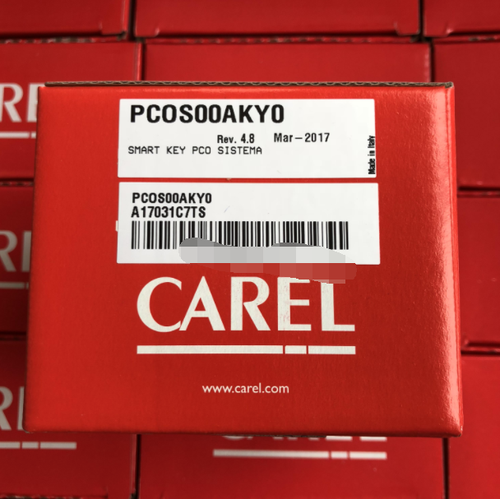 PCOS00AKY0
Rev. 4.8 Mar-2017
SMART KEY PCO SISTEMA
Made in Italy
PCOS00AKY0
A17031C7TS
CAREL
www.carel.com